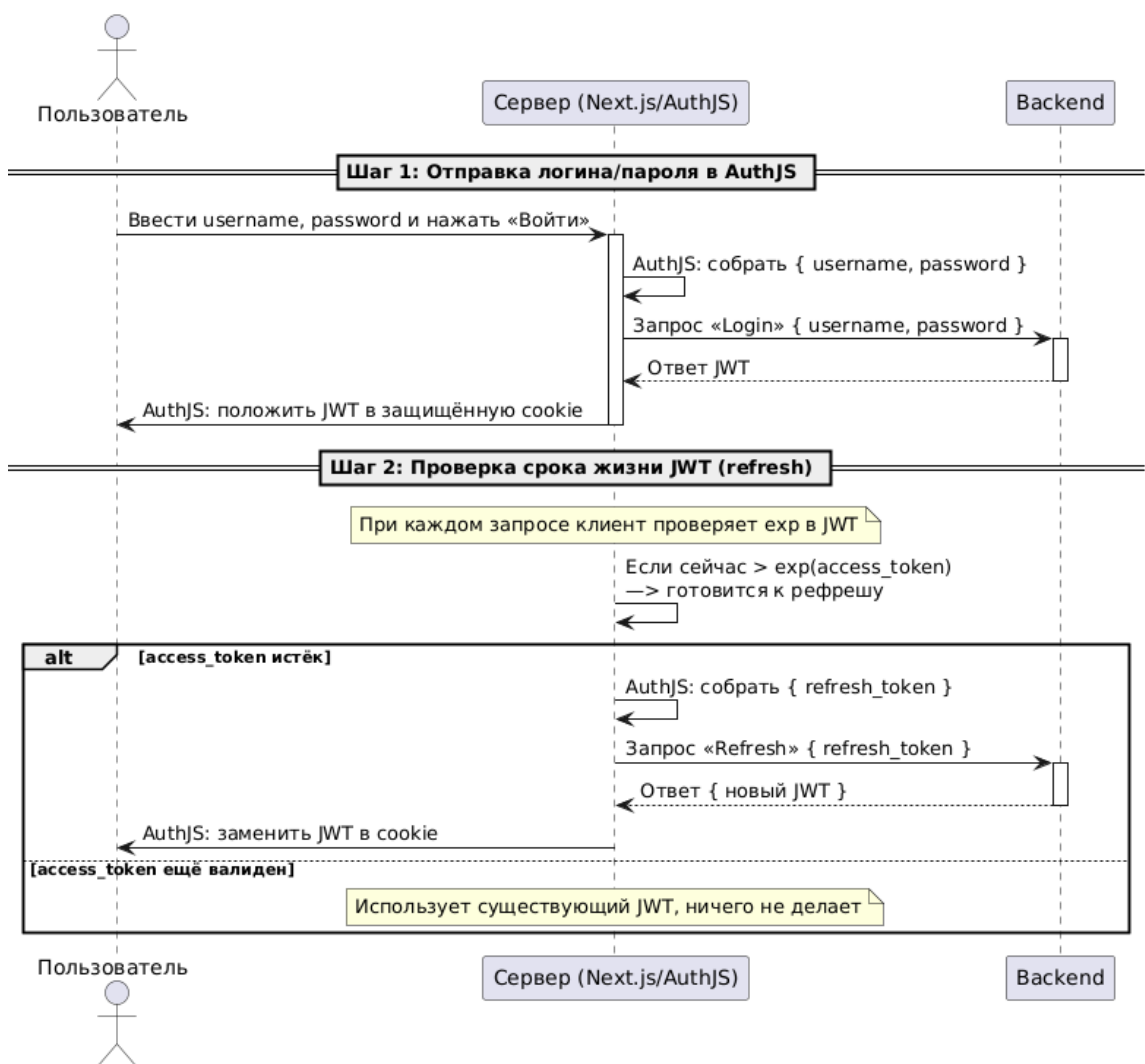 Пользователь
Сервер (Next.js/AuthJS)
Backend
Шаг 1: Отправка логина/пароля в AuthJS
Ввести username, password и нажать «Войти»
AuthJS: собрать { username, password }
Запрос «Login» { username, password }
Ответ JWT
AuthJS: положить JWT в защищённую cookie
Шаг 2: Проверка срока жизни JWT (refresh)
При каждом запросе клиент проверяет exp в JWT
Если сейчас > exp(access_token)
—> готовится к рефрешу
alt
[access_token истёк]
AuthJS: собрать { refresh_token }
Запрос «Refresh» { refresh_token }
Ответ { новый JWT }
AuthJS: заменить JWT в cookie
[access_token ещё валиден]
Использует существующий JWT, ничего не делает
Пользователь
Сервер (Next.js/AuthJS)
Backend